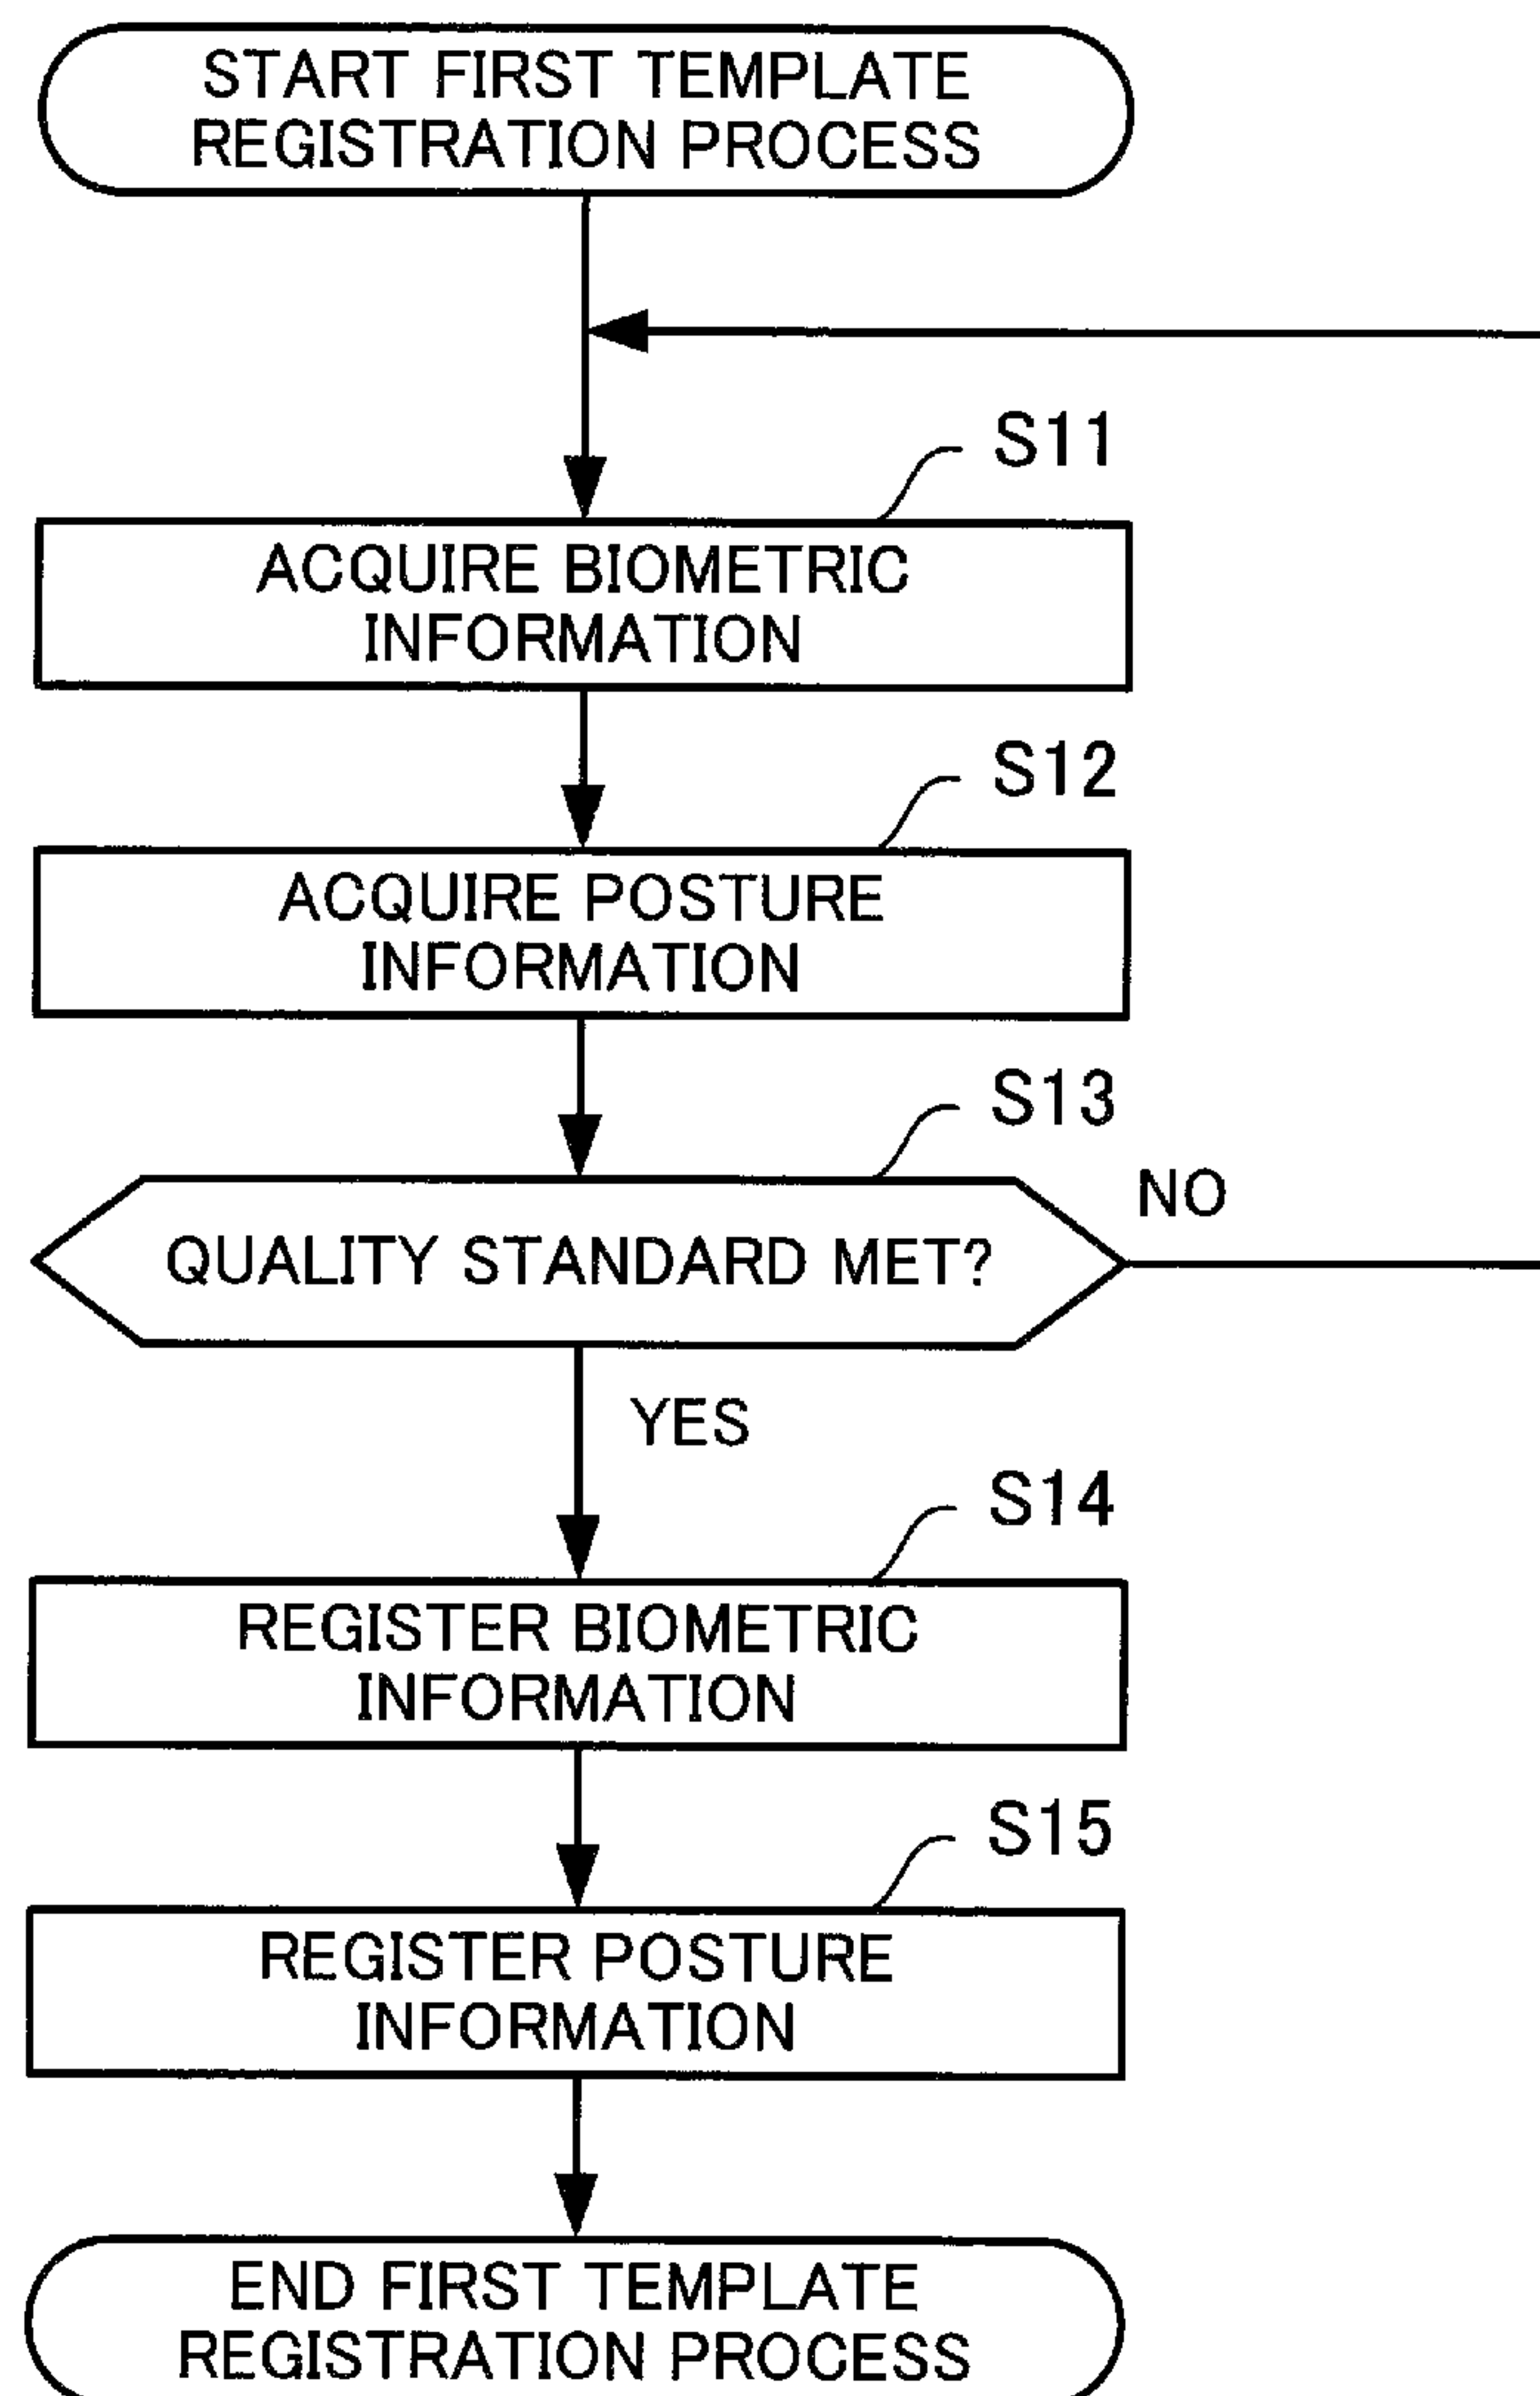 START FIRST TEMPLATE
REGISTRATION PROCESS
S11
ACQUIRE BIOMETRIC
INFORMATION
S12
ACQUIRE POSTURE
INFORMATION
S13
NO
QUALITY STANDARD MET?
YES
S14
REGISTER BIOMETRIC
INFORMATION
S15
REGISTER POSTURE
INFORMATION
END FIRST TEMPLATE
REGISTRATION PROCESS